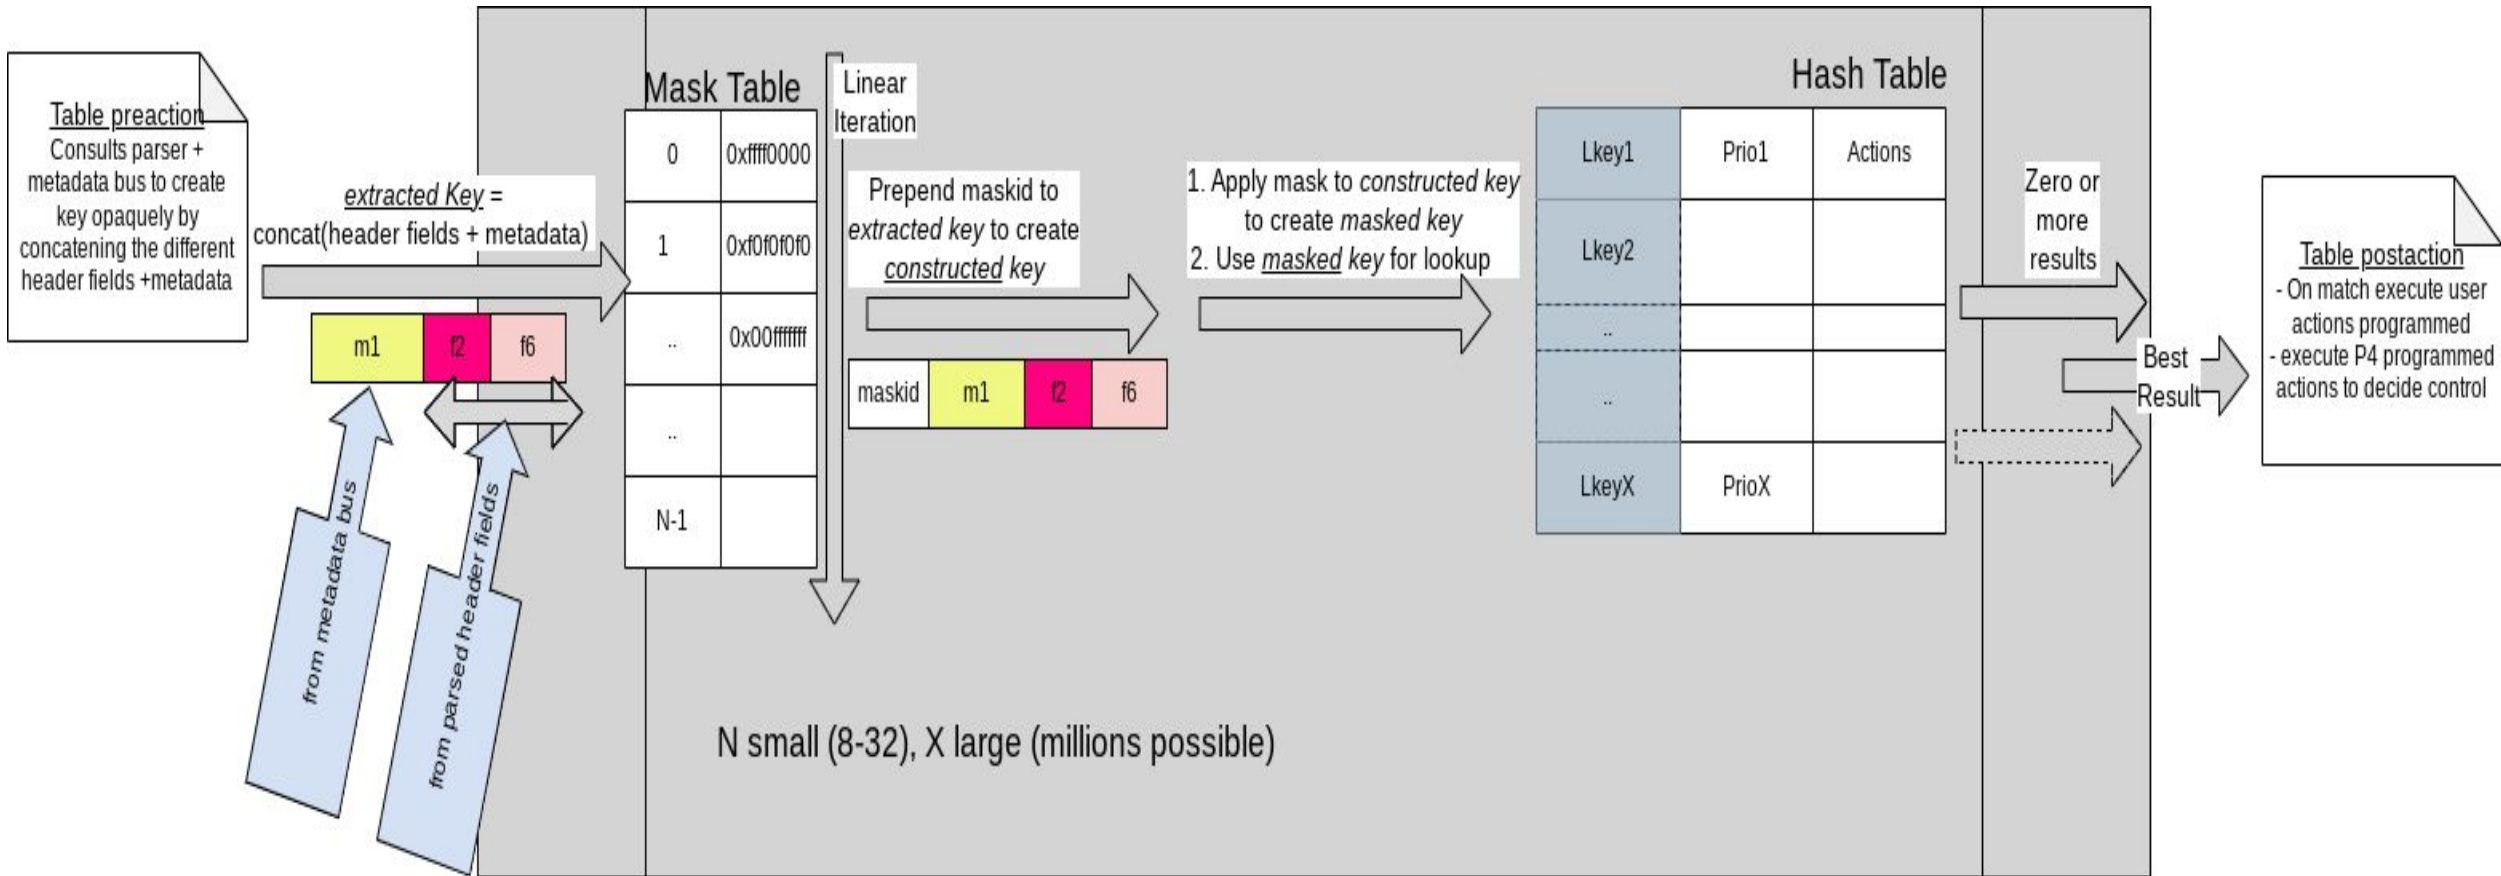 Table preaction
Consults parser +
metadata bus to create
key opaquely by
concatening the different
header fields +metadata
extracted Key =
concat(header fields + metadata)
m1
f2
f6
from metadata bus
from parsed header fields
Mask Table
0
0xffff0000
1
0xf0f0f0f0
..
0x00ffffff
..
N-1
Linear
Iteration
Prepend maskid to
extracted key to create
constructed key
maskid
m1
f2
f6
1. Apply mask to constructed key
to create masked key
2. Use masked key for lookup
Hash Table
Lkey1
Prio1
Actions
Lkey2
..
..
LkeyX
PrioX
Zero or
more
results
Best
Result
Table postaction
- On match execute user
actions programmed
- execute P4 programmed
actions to decide control
N small (8-32), X large (millions possible)